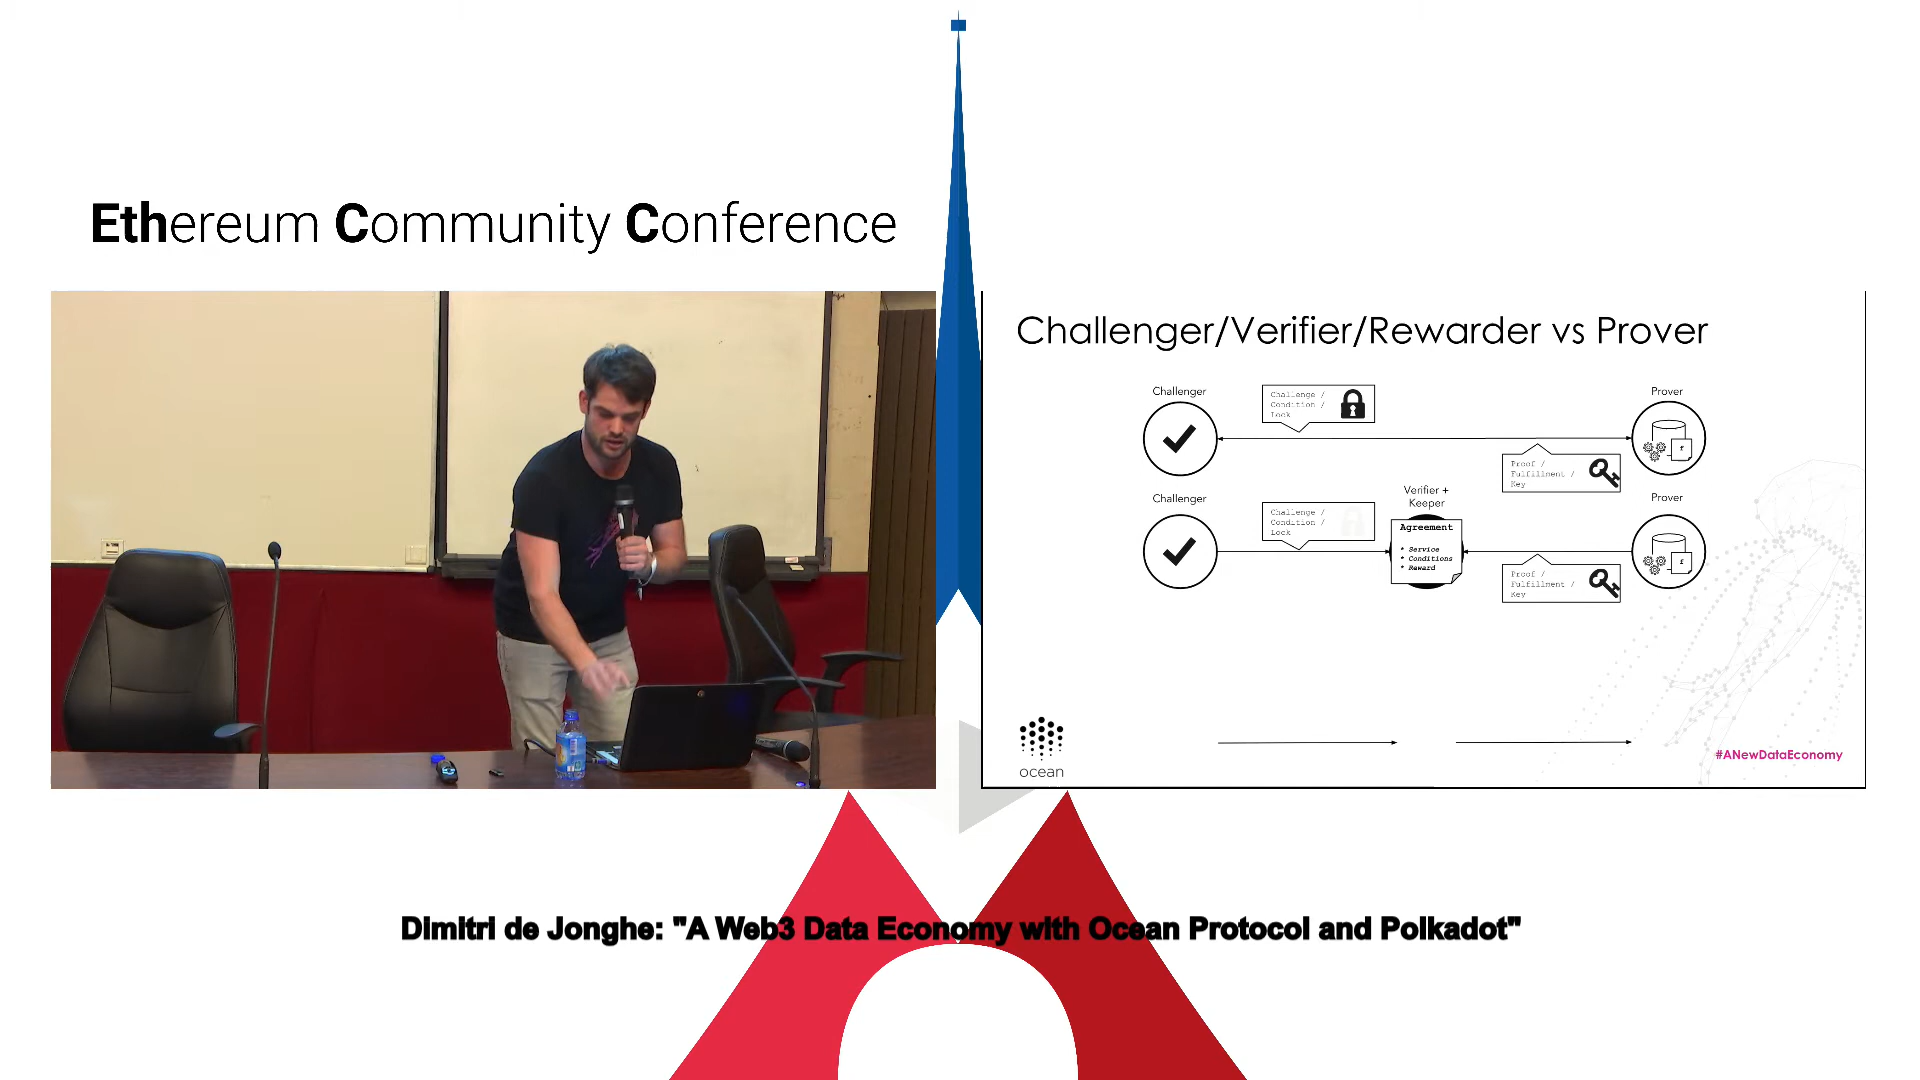 Ethereum Community Conference
Challenger/Verifier/Rewarder vs Prover
Challenger
Challenge /
Condition /
Lock
Prover
f
Proof /
Fulfillment /
Key
Challenger
Challenge /
Condition /
Lock
Verifier +
Keeper
Agreement
* Service
* Conditions
* Reward
Prover
f
Proof /
Fulfillment /
Key
ocean
#ANewDataEconomy
Dimitri de Jonghe: "A Web3 Data Economy with Ocean Protocol and Polkadot"